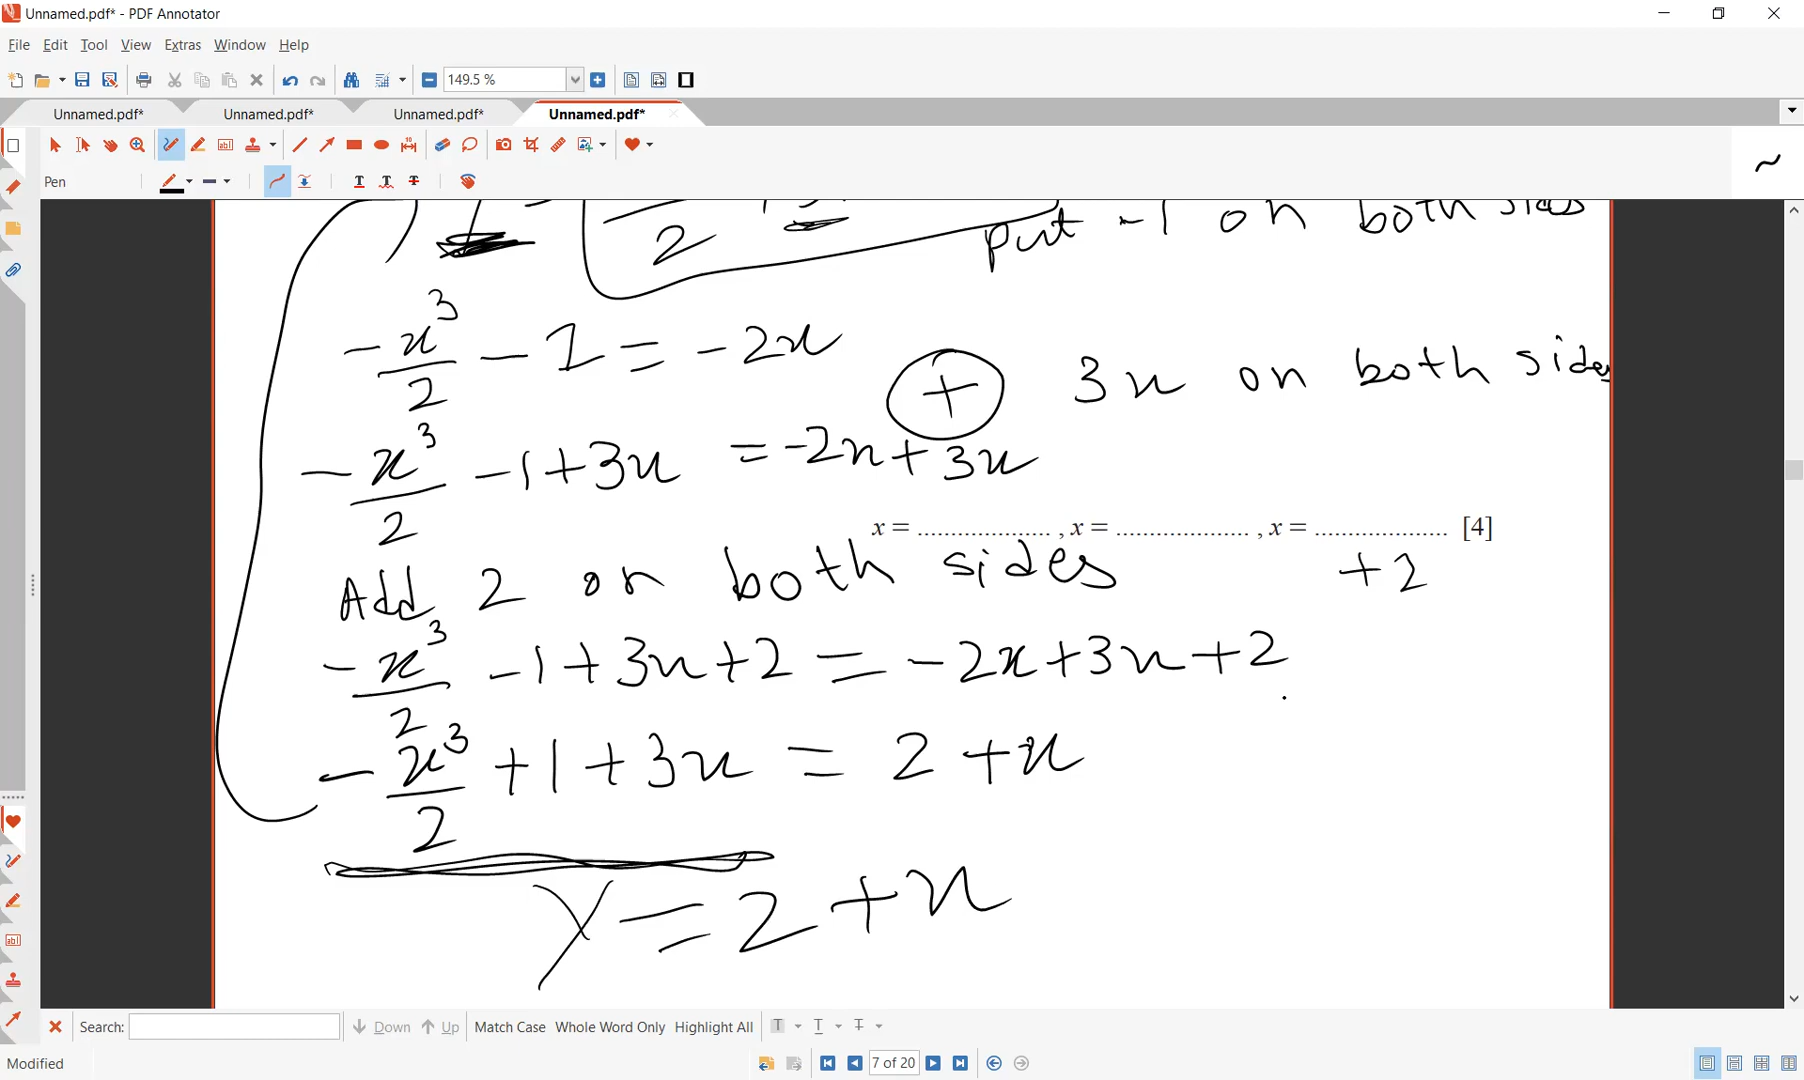 Unnamed.pdf* - PDF Annotator
File Edit Tool View Extras Window Help
149.5 %
Unnamed.pdf* Unnamed.pdf* Unnamed.pdf* Unnamed.pdf*
Pen
2
put -1 on both sides
-x³/2 - 1 = -2x
+ 3x on both sides
-x³/2 - 1 + 3x = -2x + 3x
x = .................... , x = .................... , x = .................... [4]
Add 2 on both sides +2
-x³/2 - 1 + 3x + 2 = -2x + 3x + 2
-x³/2 + 1 + 3x = 2 + x
y = 2 + x
Search: Down Up Match Case Whole Word Only Highlight All
7 of 20
Modified